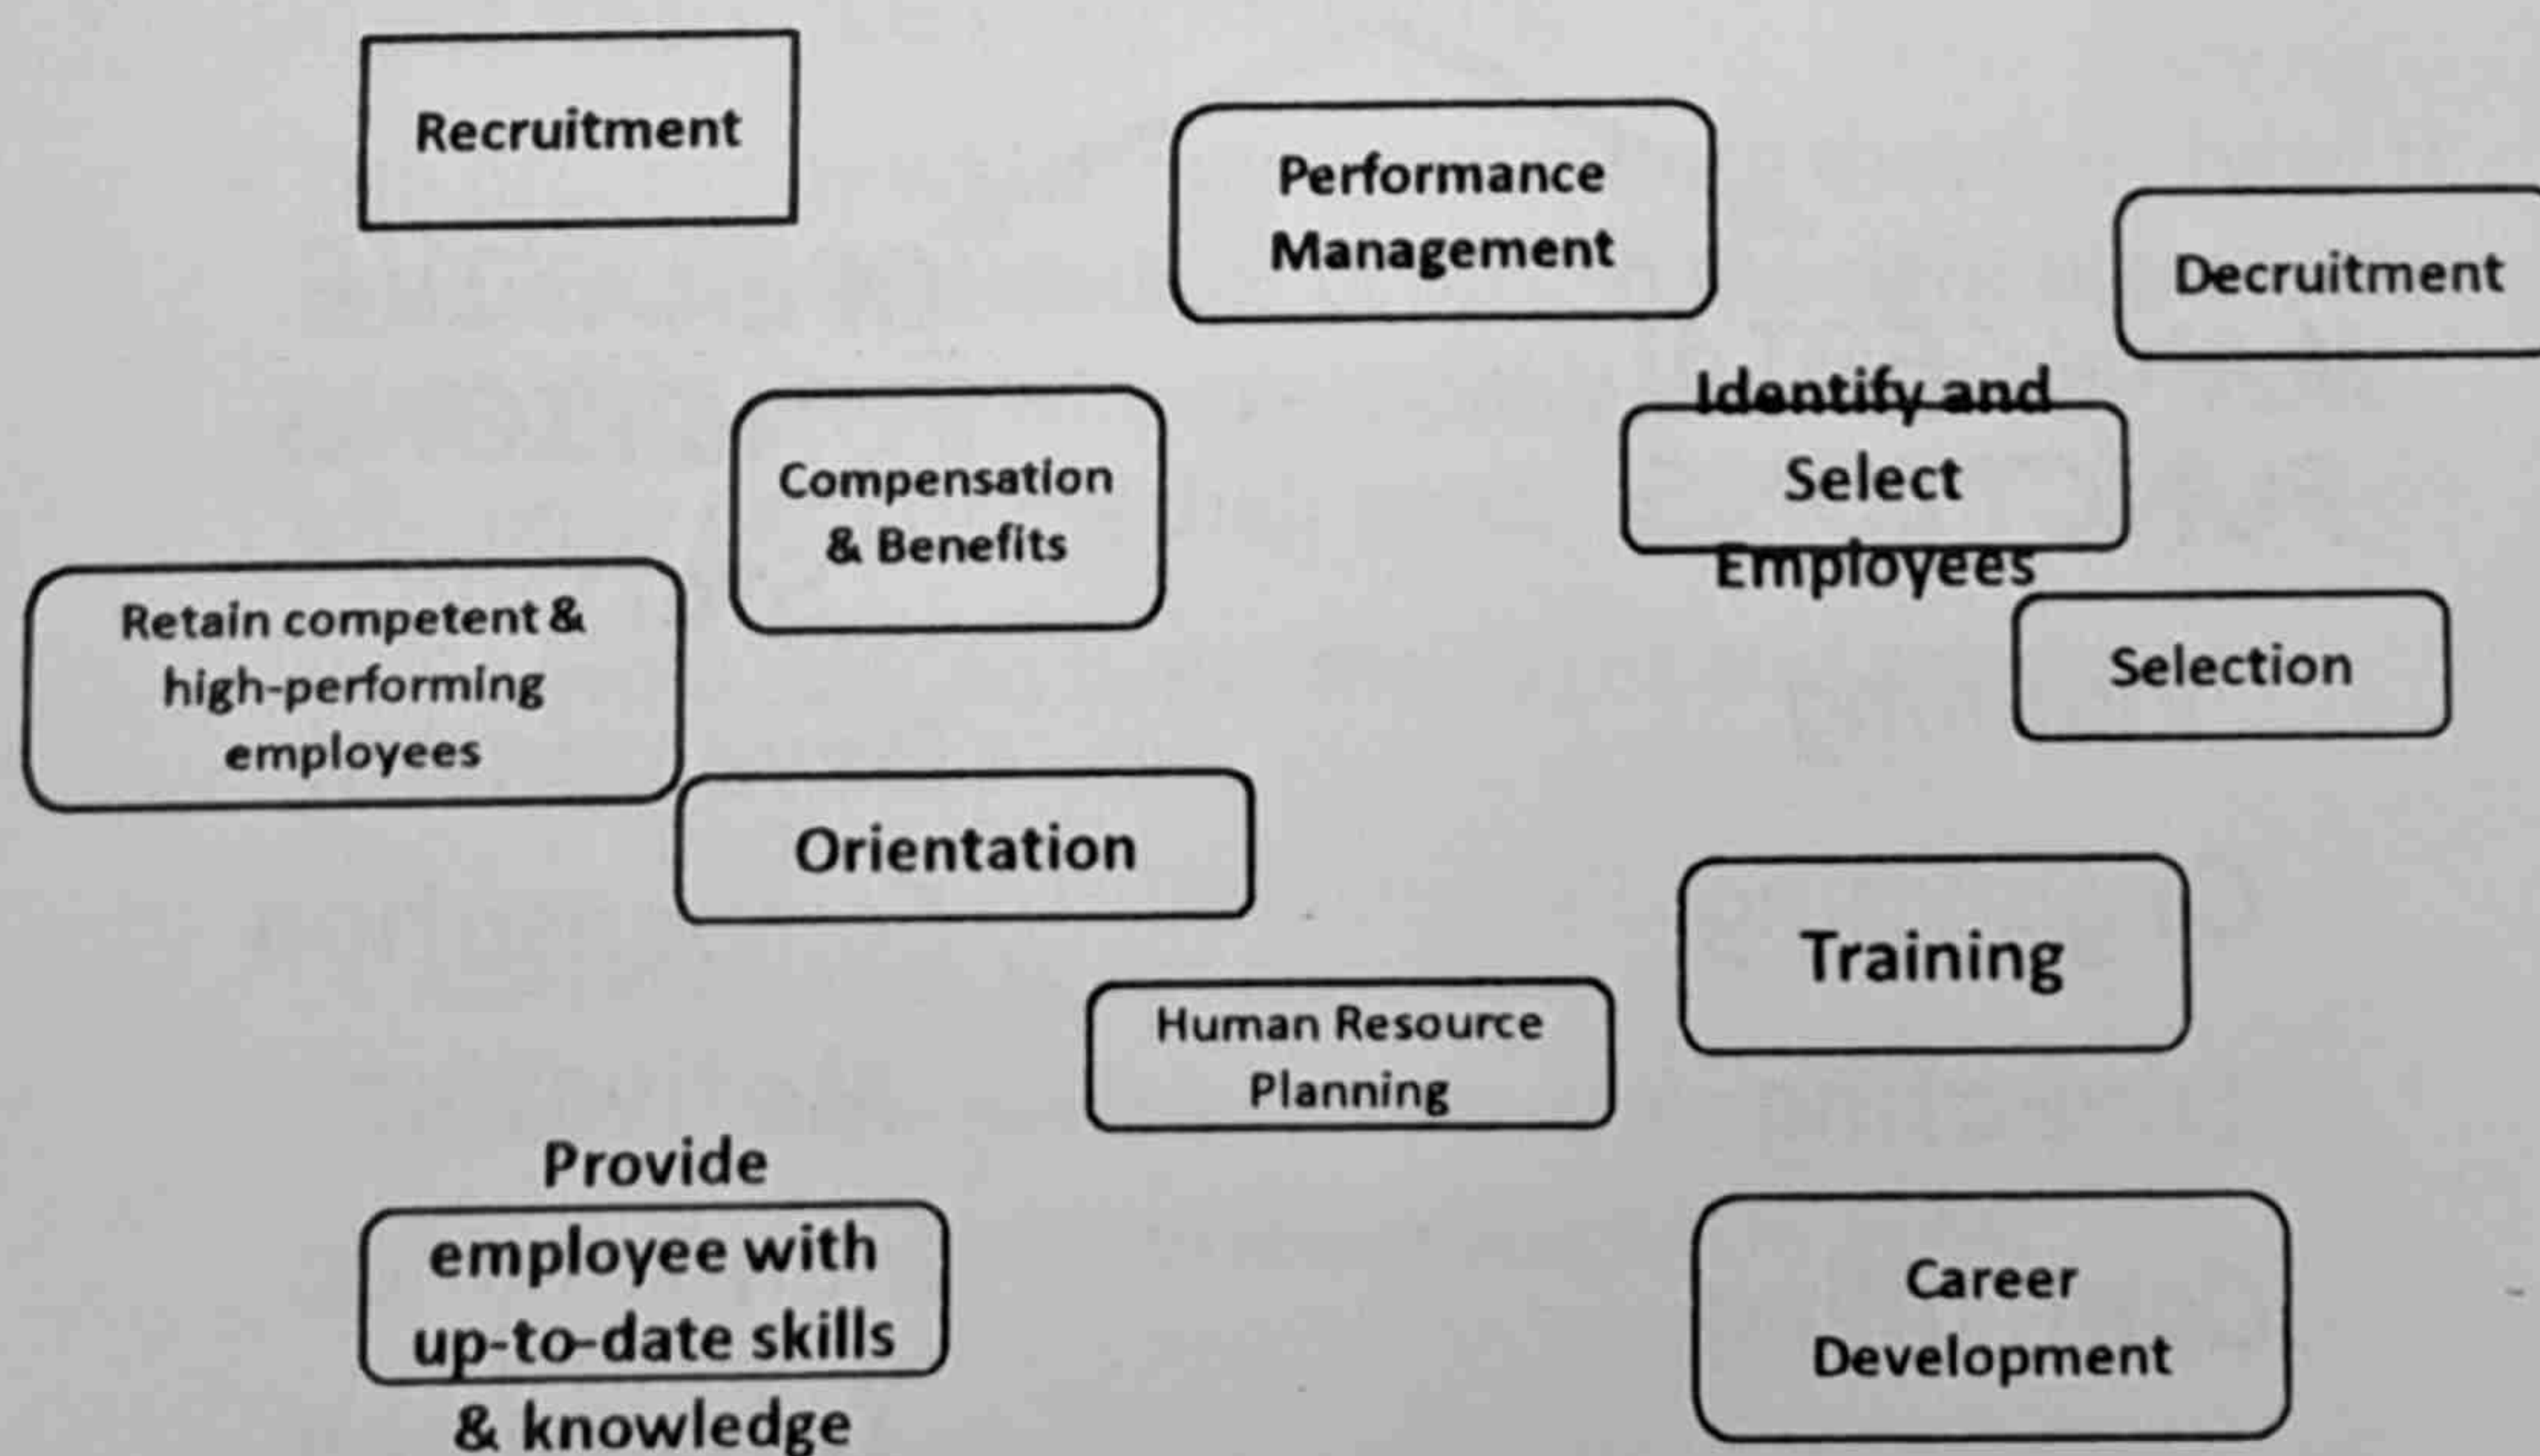 Recruitment
Performance
Management
Decruitment
Identify and
Select
Employees
Compensation
& Benefits
Retain competent &
high-performing
employees
Selection
Orientation
Training
Human Resource
Planning
Provide
employee with
up-to-date skills
& knowledge
Career
Development